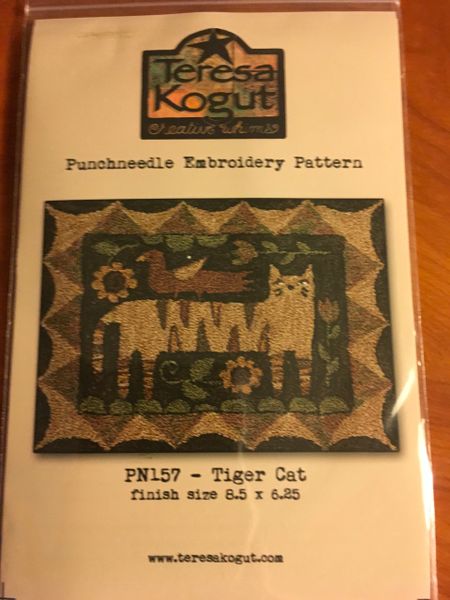 Teresa
Kogut
Creative Whims
Punchneedle Embroidery Pattern
PN157 - Tiger Cat
finish size 8.5 x 6.25
www.teresakogut.com